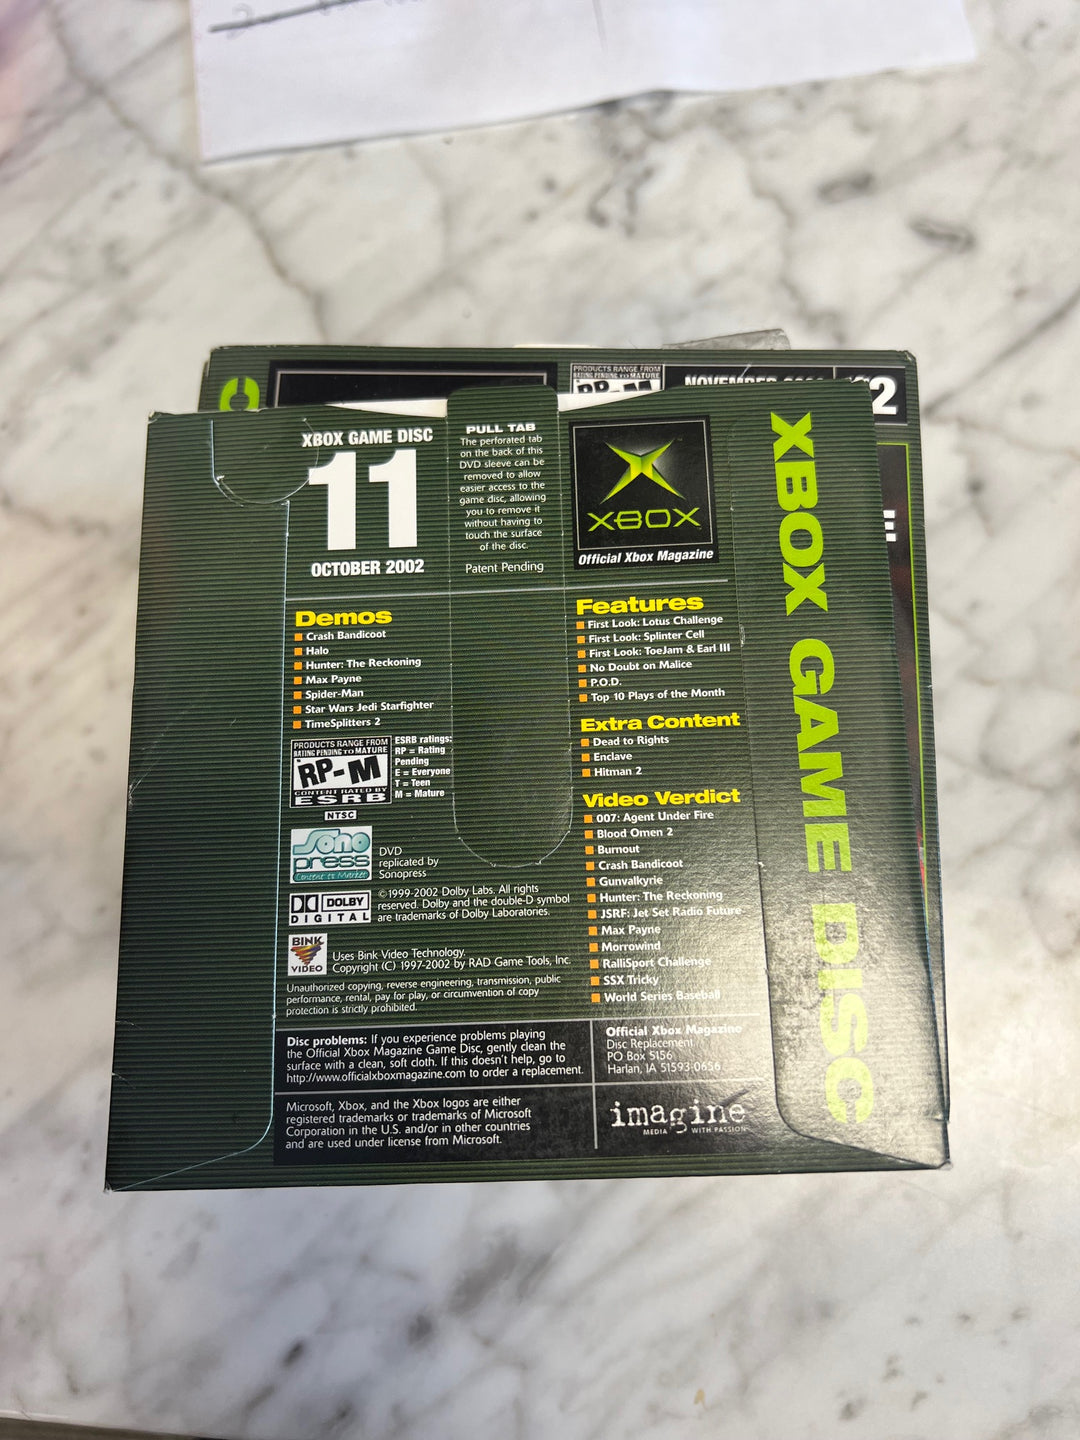 PRODUCTS RANGE FROM
RATING PENDING TO MATURE
RP-M
NOVEMBER
XBOX GAME DISC
11
OCTOBER 2002
PULL TAB
The perforated tab
on the back of this
DVD sleeve can be
removed to allow
easier access to the
game disc, allowing
you to remove it
without having to
touch the surface
of the disc.
Patent Pending
XBOX
Official Xbox Magazine
XBOX GAME DISC
Demos
Crash Bandicoot
Halo
Hunter: The Reckoning
Max Payne
Spider-Man
Star Wars Jedi Starfighter
TimeSplitters 2
PRODUCTS RANGE FROM
RATING PENDING TO MATURE
RP-M
CONTENT RATED BY
ESRB
ESRB ratings:
RP = Rating
Pending
E = Everyone
T = Teen
M = Mature
NTSC
Sono
press
Content to Market
DVD
replicated by
Sonopress
DOLBY
DIGITAL
©1999-2002 Dolby Labs. All rights
reserved. Dolby and the double-D symbol
are trademarks of Dolby Laboratories.
BINK
VIDEO
Uses Bink Video Technology.
Copyright (C) 1997-2002 by RAD Game Tools, Inc.
Unauthorized copying, reverse engineering, transmission, public
performance, rental, pay for play, or circumvention of copy
protection is strictly prohibited.
Features
First Look: Lotus Challenge
First Look: Splinter Cell
First Look: ToeJam & Earl III
No Doubt on Malice
P.O.D.
Top 10 Plays of the Month
Extra Content
Dead to Rights
Enclave
Hitman 2
Video Verdict
007: Agent Under Fire
Blood Omen 2
Burnout
Crash Bandicoot
Gunvalkyrie
Hunter: The Reckoning
JSRF: Jet Set Radio Future
Max Payne
Morrowind
RalliSport Challenge
SSX Tricky
World Series Baseball
Disc problems: If you experience problems playing
the Official Xbox Magazine Game Disc, gently clean the
surface with a clean, soft cloth. If this doesn't help, go to
http://www.officialxboxmagazine.com to order a replacement.
Official Xbox Magazine
Disc Replacement
PO Box 5156
Harlan, IA 51593-0656
Microsoft, Xbox, and the Xbox logos are either
registered trademarks or trademarks of Microsoft
Corporation in the U.S. and/or in other countries
and are used under license from Microsoft.
imagine
MEDIA WITH PASSION